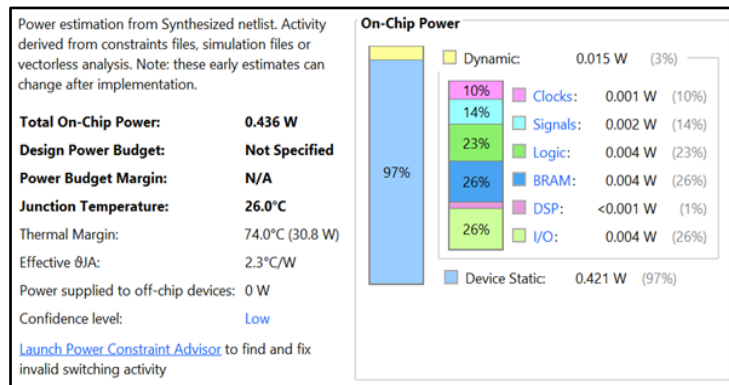 Power estimation from Synthesized netlist. Activity
derived from constraints files, simulation files or
vectorless analysis. Note: these early estimates can
change after implementation.
Total On-Chip Power: 0.436 W
Design Power Budget: Not Specified
Power Budget Margin: N/A
Junction Temperature: 26.0°C
Thermal Margin: 74.0°C (30.8 W)
Effective ϑJA: 2.3°C/W
Power supplied to off-chip devices: 0 W
Confidence level: Low
Launch Power Constraint Advisor to find and fix
invalid switching activity
On-Chip Power
97%
Dynamic: 0.015 W (3%)
10% Clocks: 0.001 W (10%)
14% Signals: 0.002 W (14%)
23% Logic: 0.004 W (23%)
26% BRAM: 0.004 W (26%)
DSP: <0.001 W (1%)
26% I/O: 0.004 W (26%)
Device Static: 0.421 W (97%)